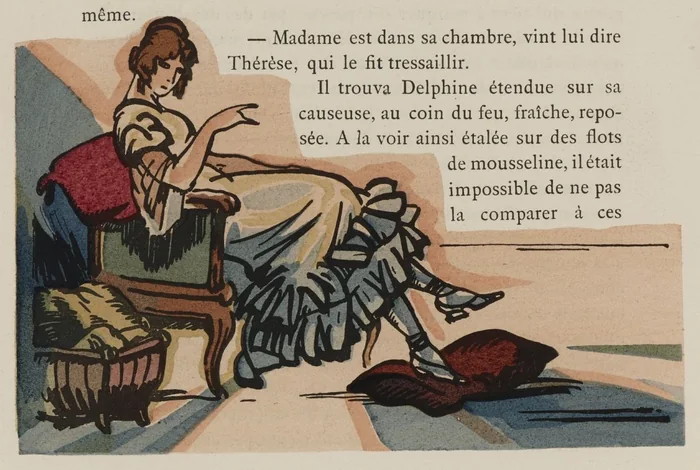 même.
— Madame est dans sa chambre, vint lui dire
Thérèse, qui le fit tressaillir.
Il trouva Delphine étendue sur sa
causeuse, au coin du feu, fraîche, repo-
sée. A la voir ainsi étalée sur des flots
de mousseline, il était
impossible de ne pas
la comparer à ces